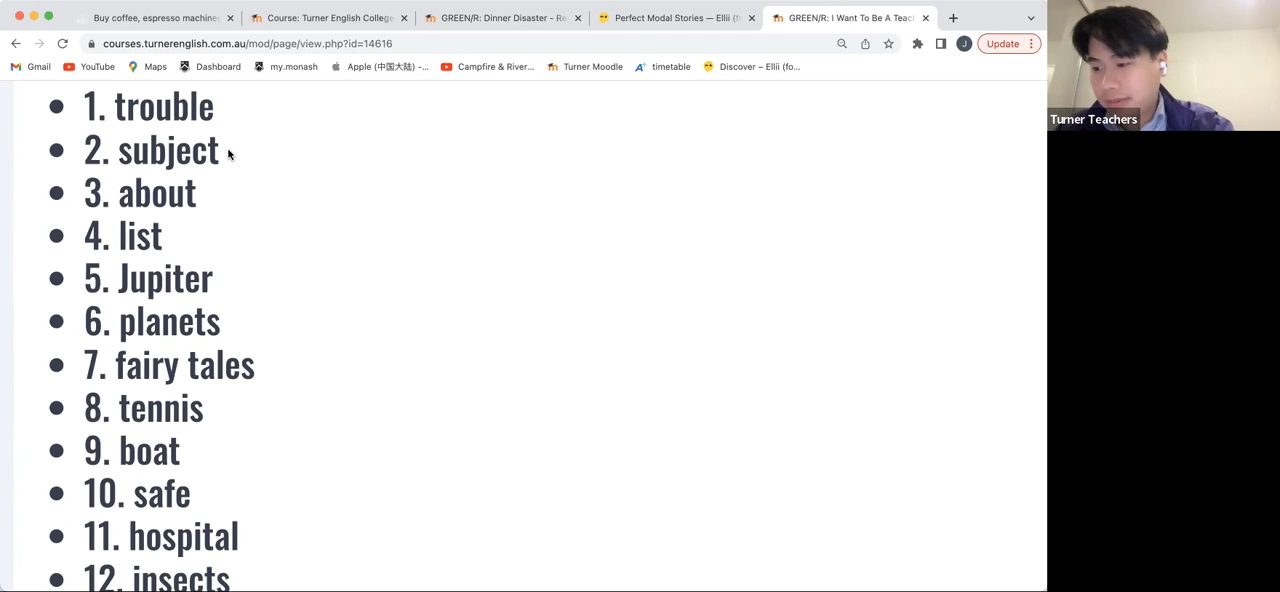 Buy coffee, espresso machines
Course: Turner English College
GREEN/R: Dinner Disaster - Re
Perfect Modal Stories — Ellii (fo
GREEN/R: I Want To Be A Teach
courses.turnerenglish.com.au/mod/page/view.php?id=14616
J
Update
Gmail
YouTube
Maps
Dashboard
my.monash
Apple (中国大陆) -...
Campfire & River...
Turner Moodle
timetable
Discover – Ellii (fo...
1. trouble
2. subject
3. about
4. list
5. Jupiter
6. planets
7. fairy tales
8. tennis
9. boat
10. safe
11. hospital
12. insects
Turner Teachers